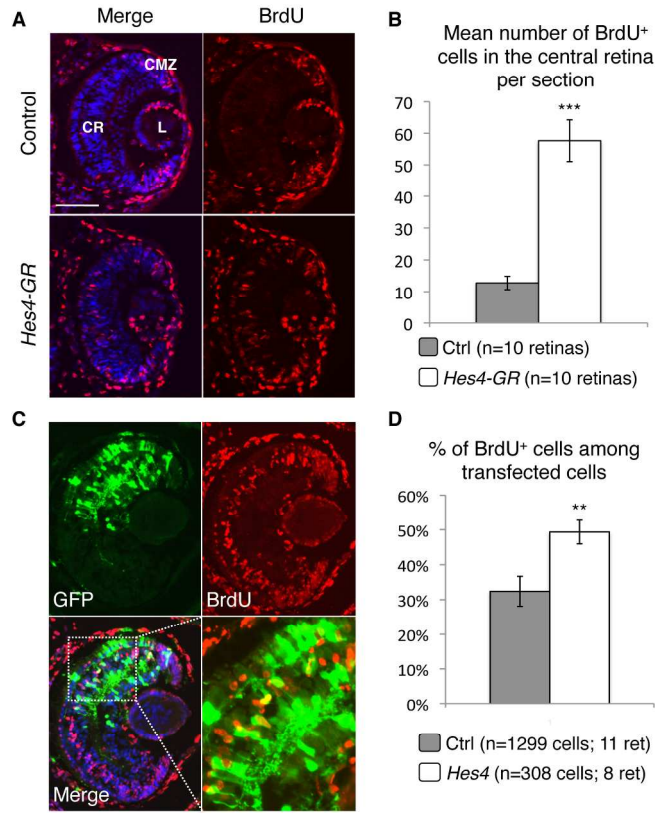 A
Merge
BrdU
Control
CMZ
CR
L
Hes4-GR
B
Mean number of BrdU⁺
cells in the central retina
per section
***
70
60
50
40
30
20
10
0
Ctrl (n=10 retinas)
Hes4-GR (n=10 retinas)
C
GFP
BrdU
Merge
D
% of BrdU⁺ cells among
transfected cells
**
60%
50%
40%
30%
20%
10%
0%
Ctrl (n=1299 cells; 11 ret)
Hes4 (n=308 cells; 8 ret)